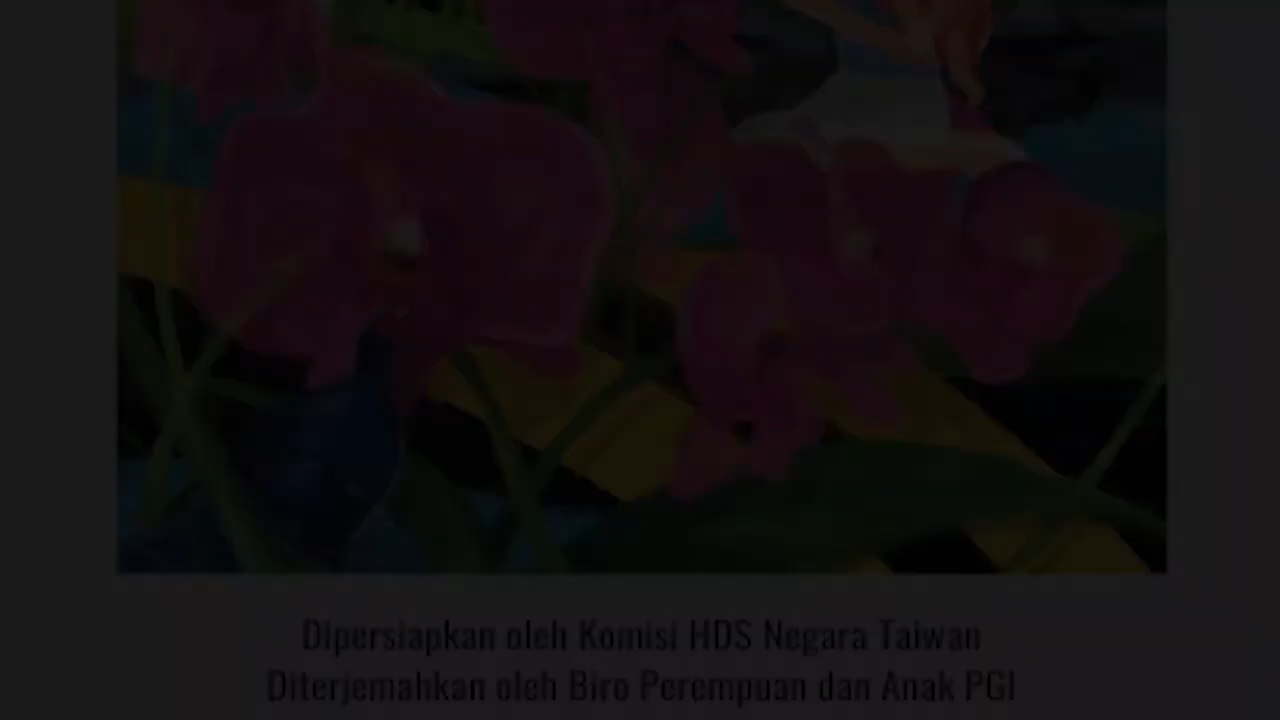 Dipersiapkan oleh Komisi HDS Negara Taiwan
Diterjemahkan oleh Biro Perempuan dan Anak PGI